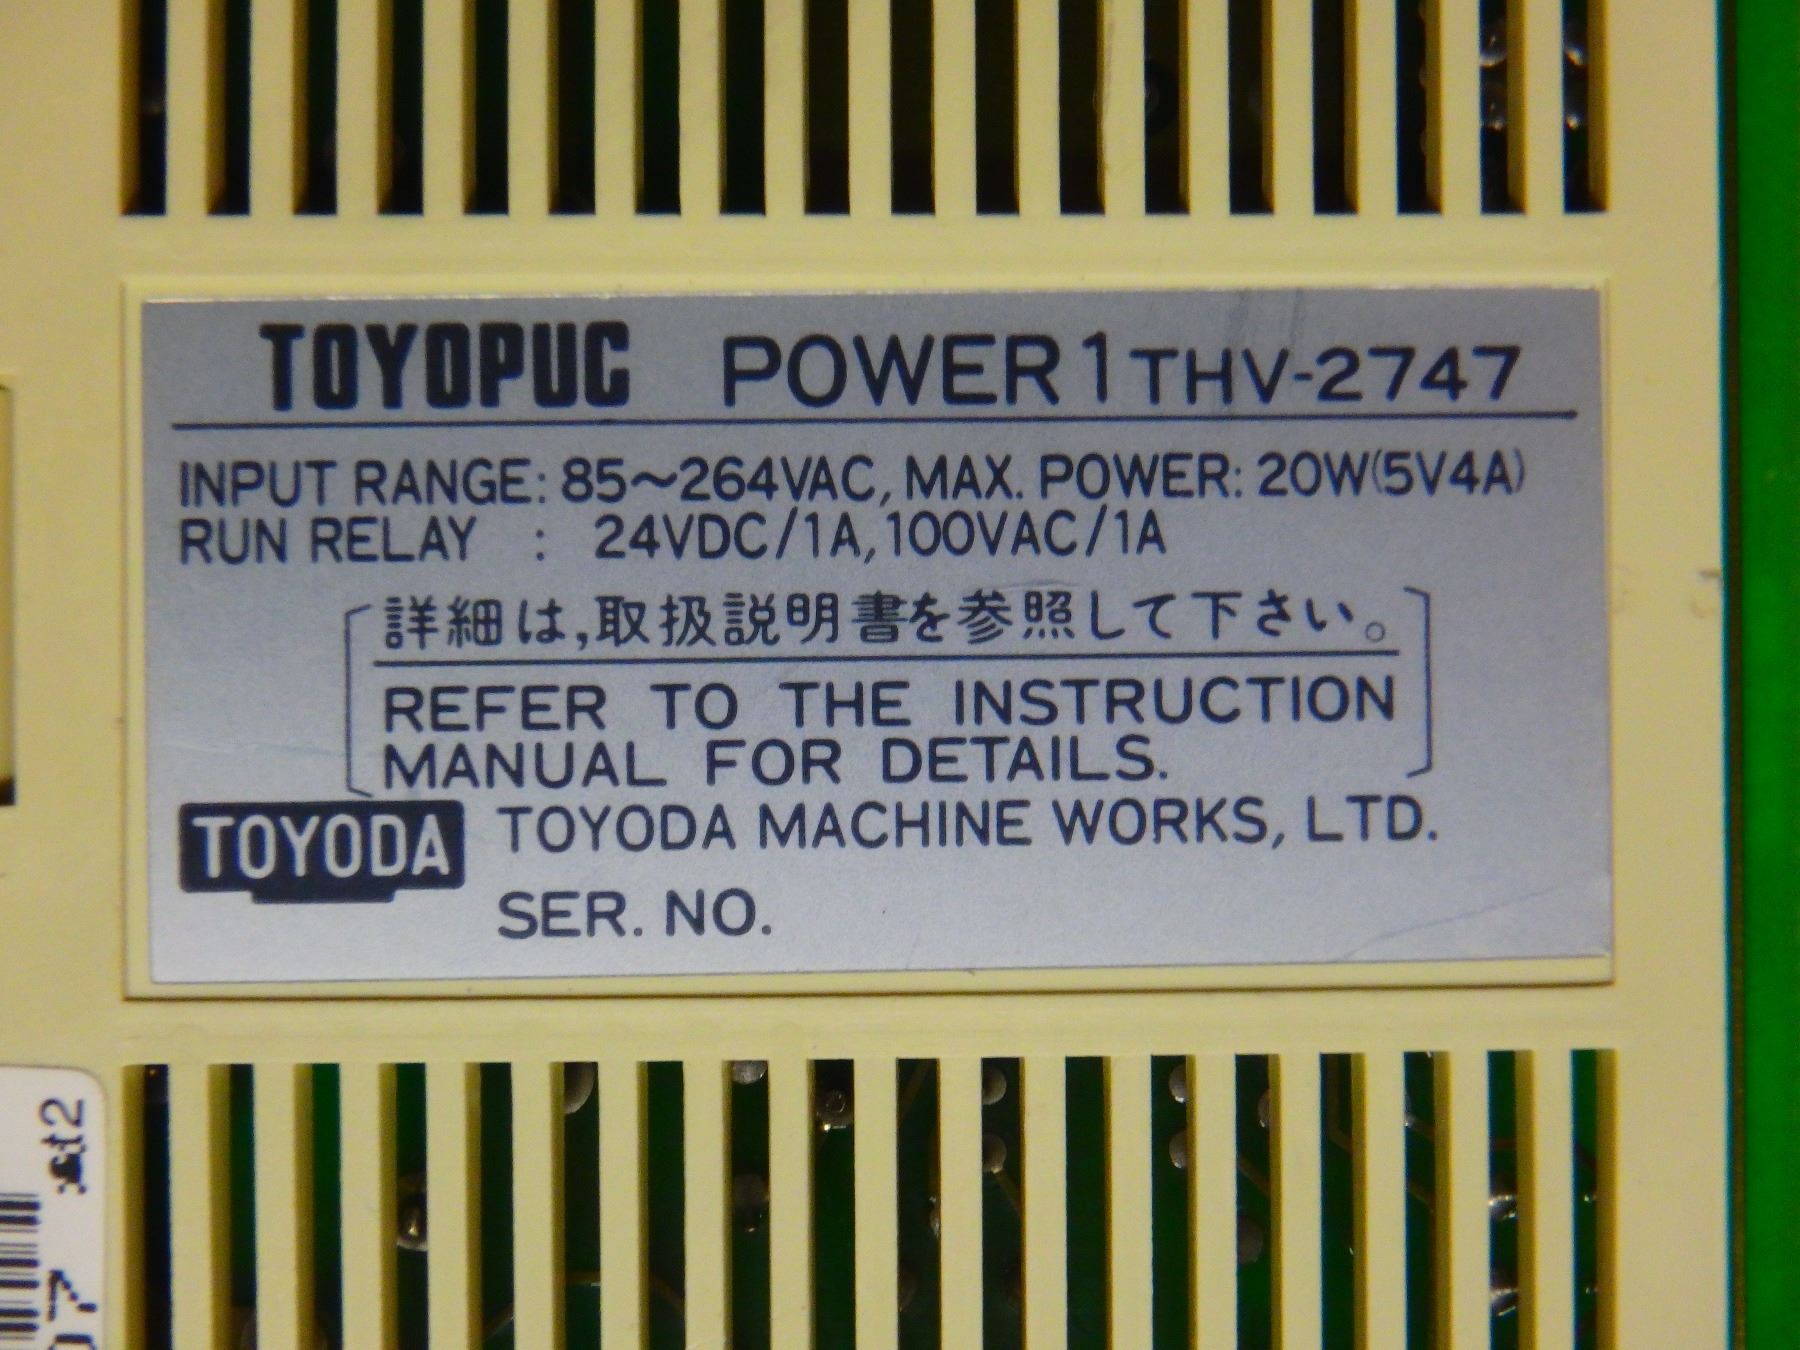 TOYOPUC POWER1 THV-2747
INPUT RANGE: 85~264VAC, MAX. POWER: 20W(5V4A)
RUN RELAY : 24VDC/1A, 100VAC/1A
詳細は,取扱説明書を参照して下さい。
REFER TO THE INSTRUCTION
MANUAL FOR DETAILS.
TOYODA TOYODA MACHINE WORKS, LTD.
SER. NO.